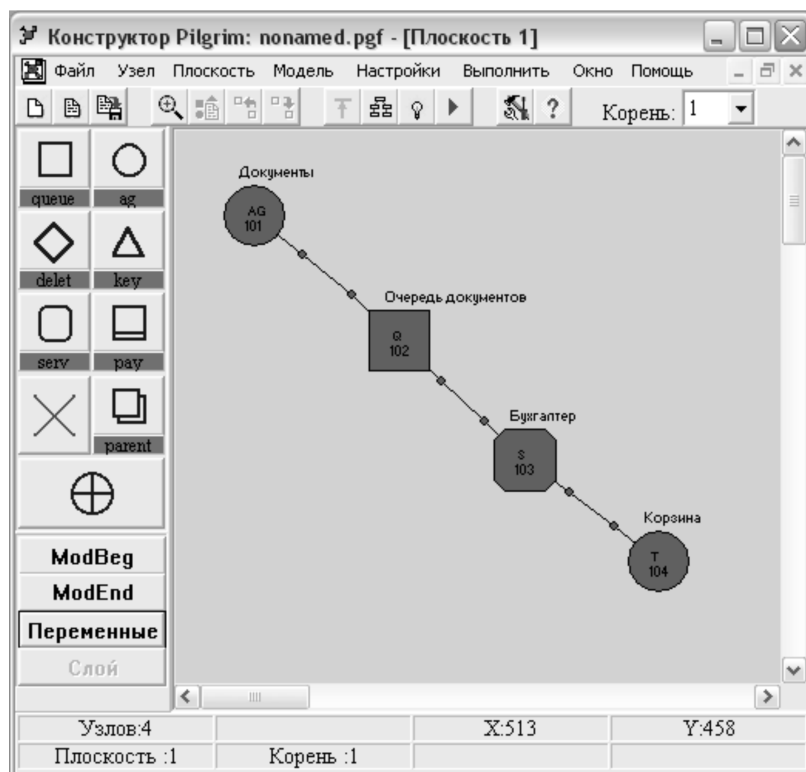 Конструктор Pilgrim: nonamed.pgf - [Плоскость 1]
Файл Узел Плоскость Модель Настройки Выполнить Окно Помощь
Корень: 1
queue ag
delet key
serv pay
parent
ModBeg
ModEnd
Переменные
Слой
Документы
AG
101
Очередь документов
Q
102
Бухгалтер
S
103
Корзина
T
104
Узлов:4 X:513 Y:458
Плоскость :1 Корень :1